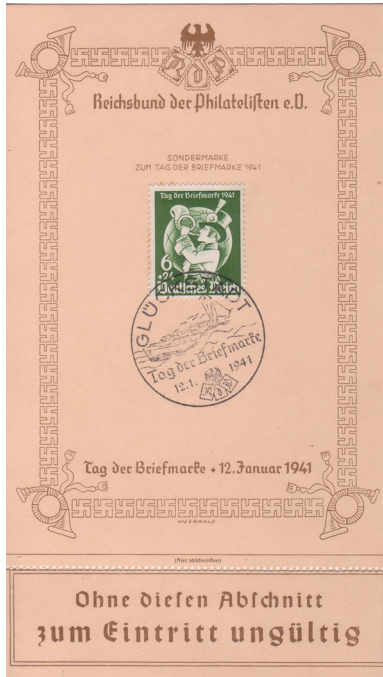 RDP
Reichsbund der Philatelisten e.V.
SONDERMARKE
ZUM TAG DER BRIEFMARKE 1941
Tag der Briefmarke 1941
6
+24
Deutsches Reich
GLÜCKSTADT
Tag der Briefmarke
12.1. 1941
RDP
Tag der Briefmarke + 12. Januar 1941
MEERWALD
(Hier abschneiden)
Ohne diesen Abschnitt
zum Eintritt ungültig